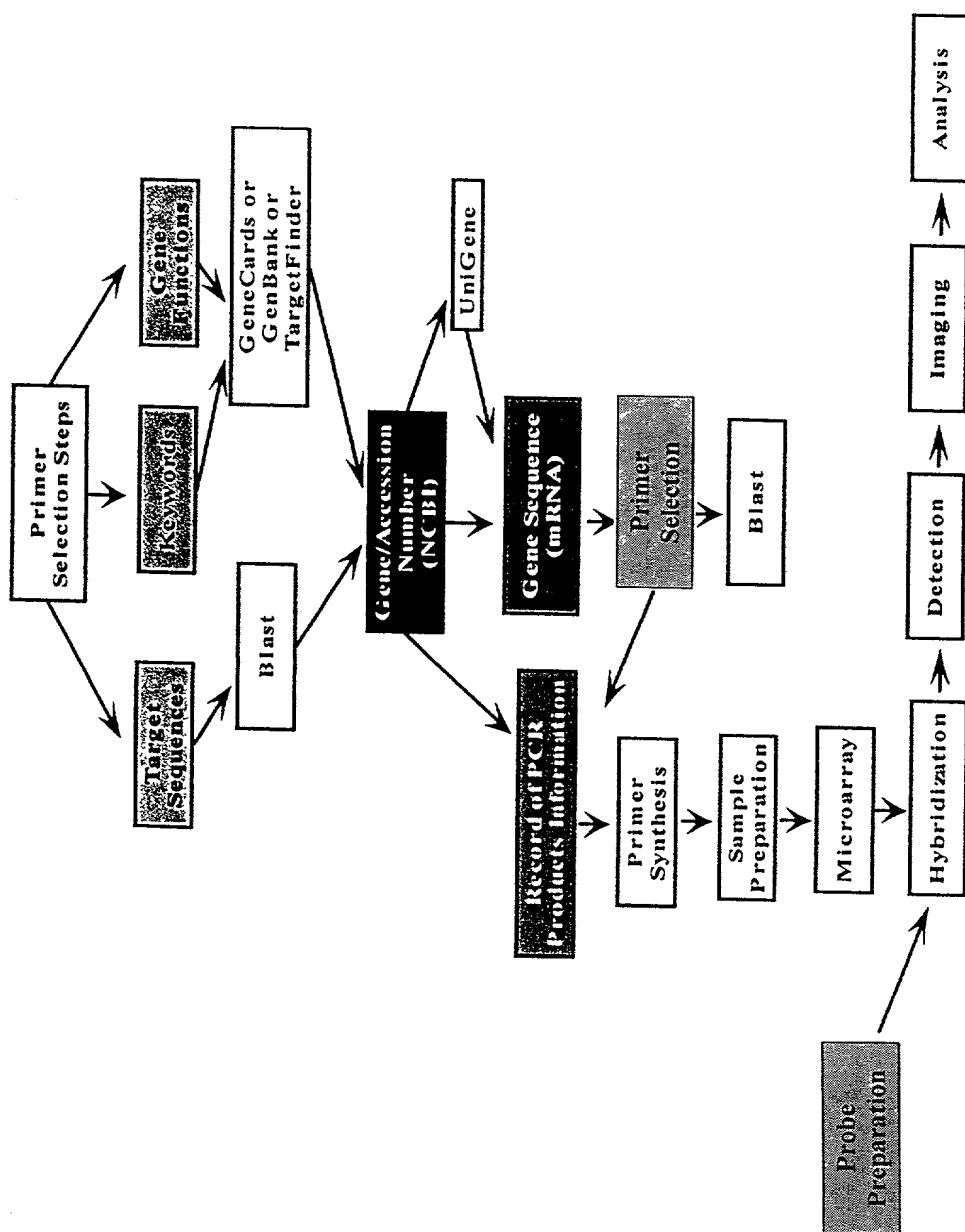 Primer
Selection Steps
Target
Sequences
Keywords
Gene
Functions
Blast
GeneCards or
GenBank or
TargetFinder
Gene/Accession
Number
(NCBI)
UniGene
Record of PCR
Products Information
Gene Sequence
(mRNA)
Primer
Synthesis
Primer
Selection
Sample
Preparation
Blast
Microarray
Probe
Preparation
Hybridization
Detection
Imaging
Analysis